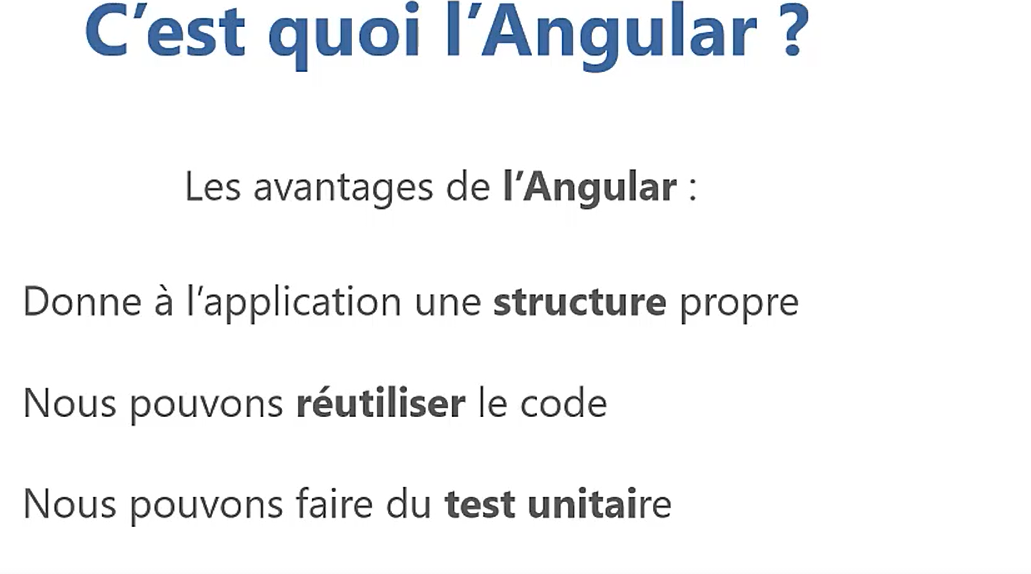 C’est quoi l’Angular ?
Les avantages de l’Angular :
Donne à l’application une structure propre
Nous pouvons réutiliser le code
Nous pouvons faire du test unitaire